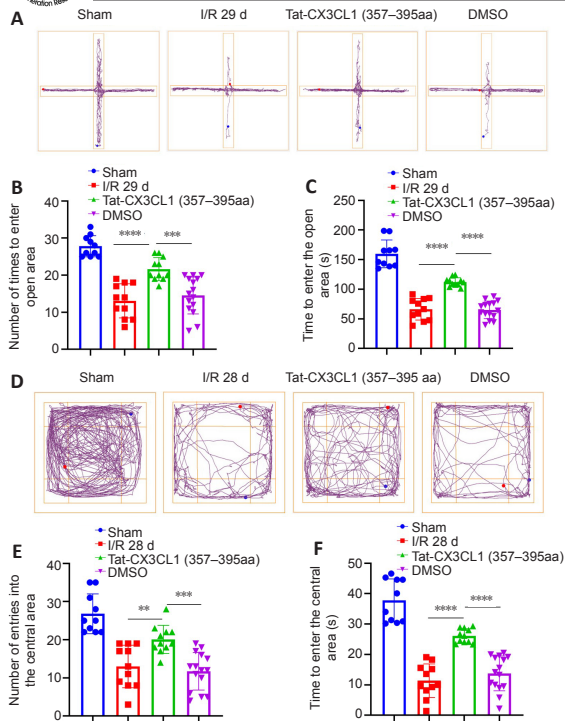 neration Res
A
Sham
I/R 29 d
Tat-CX3CL1 (357–395aa)
DMSO
B
Sham
I/R 29 d
Tat-CX3CL1 (357–395aa)
DMSO
Number of times to enter
open area
40
30
20
10
0
****
***
C
Sham
I/R 29 d
Tat-CX3CL1 (357–395aa)
DMSO
Time to enter the open
area (s)
250
200
150
100
50
0
****
****
D
Sham
I/R 28 d
Tat-CX3CL1 (357–395 aa)
DMSO
E
Sham
I/R 28 d
Tat-CX3CL1 (357–395aa)
DMSO
Number of entries into
the central area
40
30
20
10
0
**
***
F
Sham
I/R 28 d
Tat-CX3CL1 (357–395aa)
DMSO
Time to enter the central
area (s)
50
40
30
20
10
0
****
****